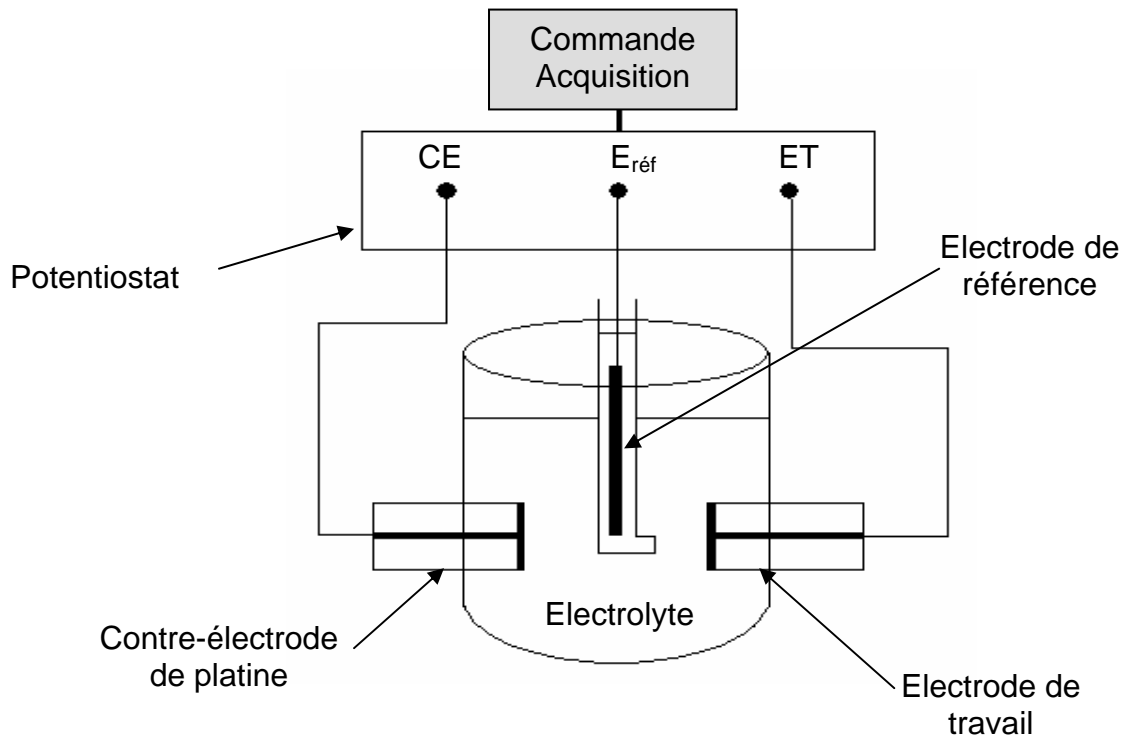 Commande
Acquisition
CE
Eréf
ET
Potentiostat
Electrode de
référence
Electrolyte
Contre-électrode
de platine
Electrode de
travail